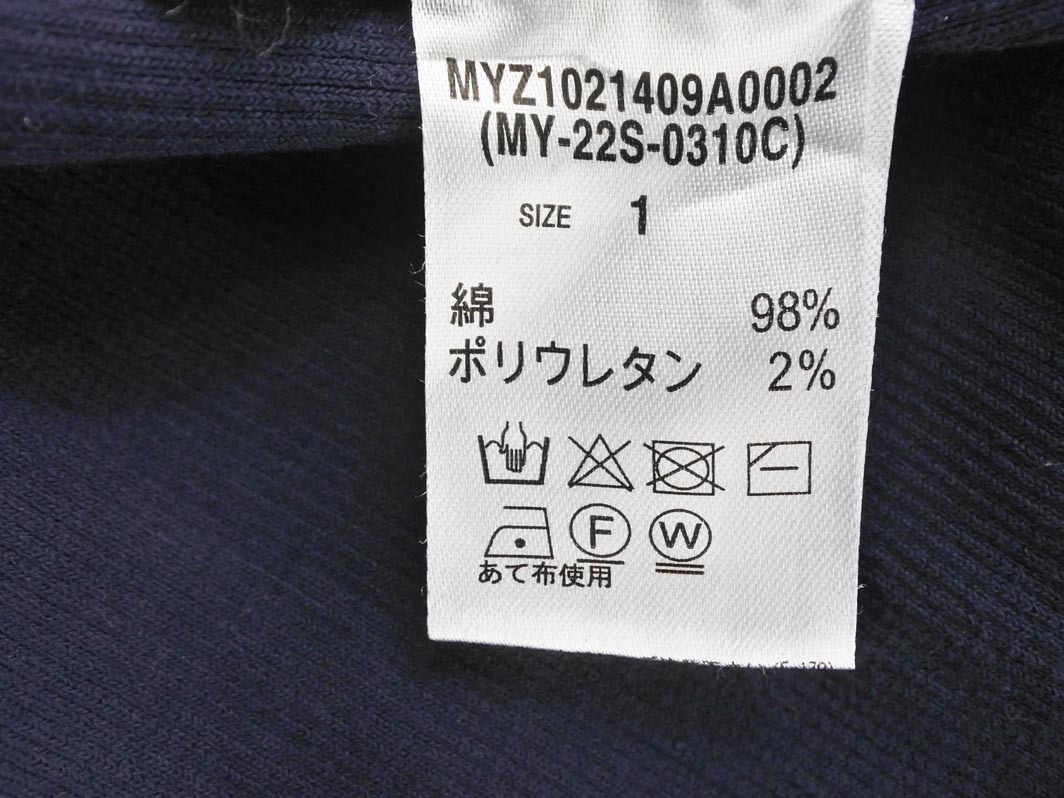 MYZ1021409A0002
(MY-22S-0310C)
SIZE 1
綿 98%
ポリウレタン 2%
F W
あて布使用